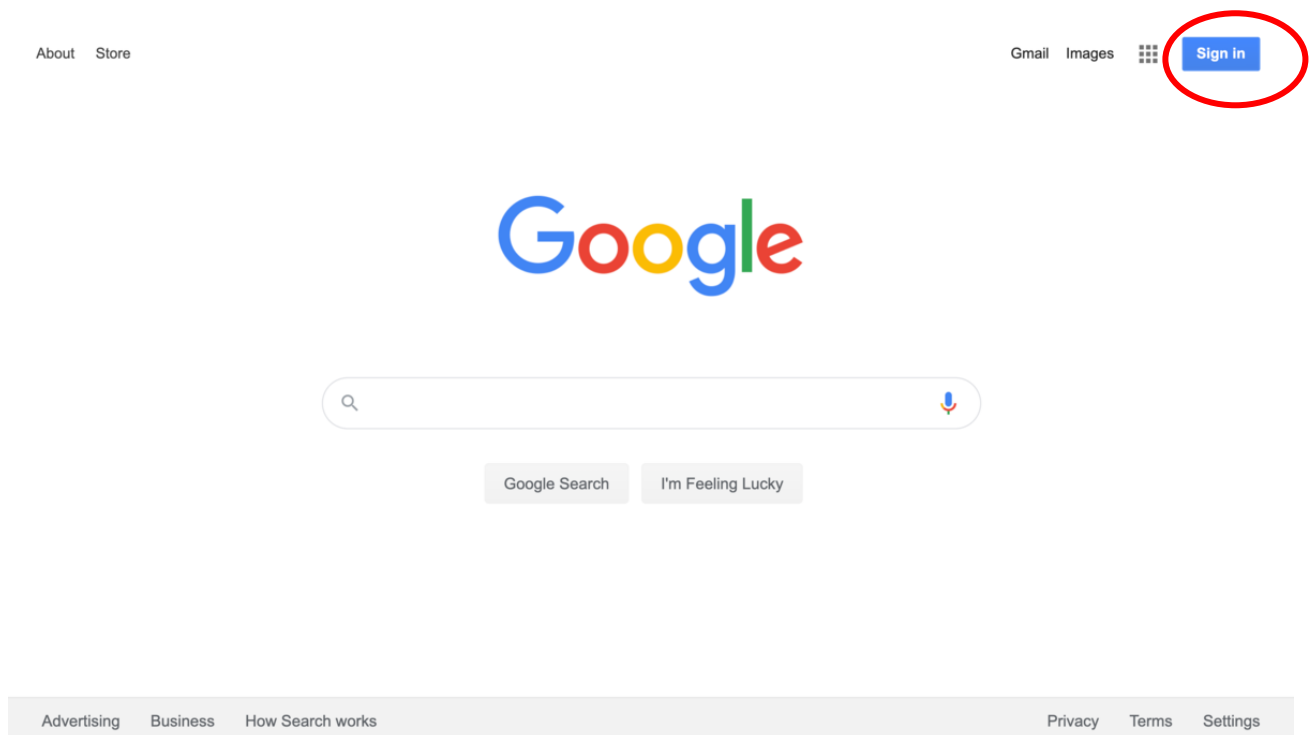 About Store Gmail Images Sign in
Google
Google Search I'm Feeling Lucky
Advertising Business How Search works Privacy Terms Settings